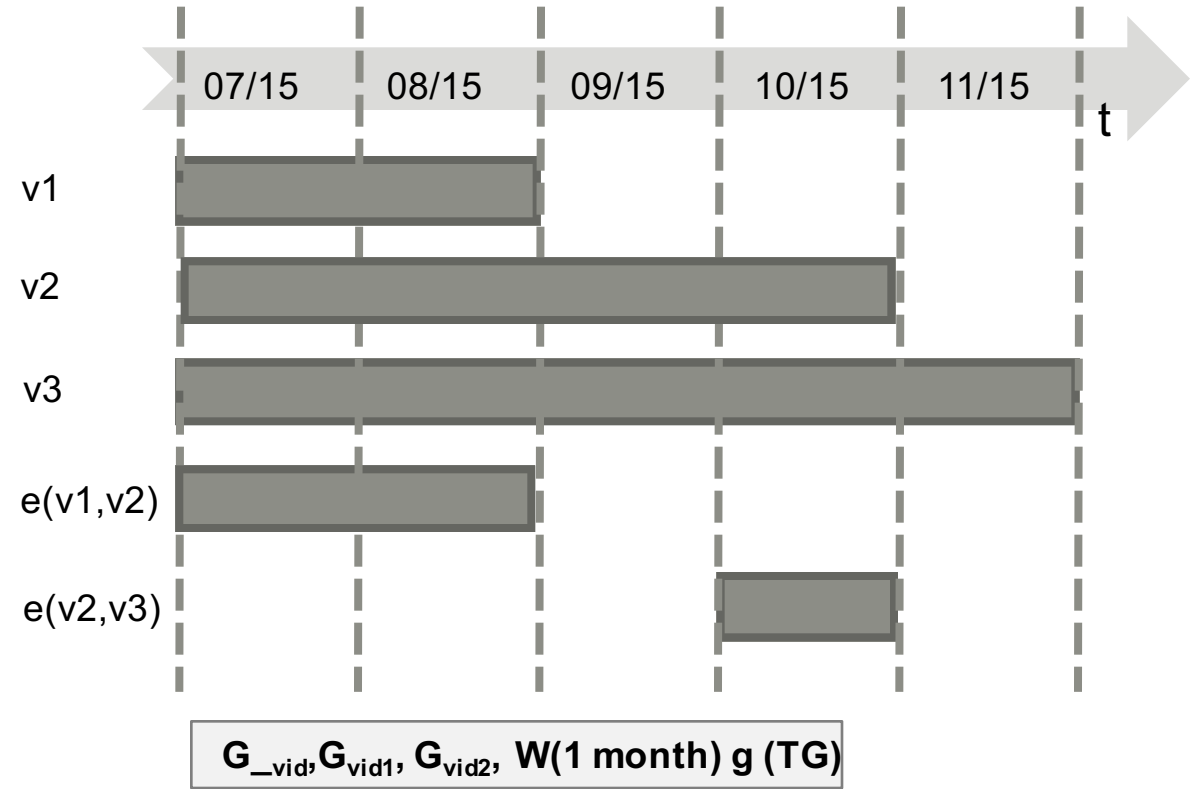 07/15 08/15 09/15 10/15 11/15
t
v1
v2
v3
e(v1,v2)
e(v2,v3)
G_vid,Gvid1, Gvid2, W(1 month) g (TG)